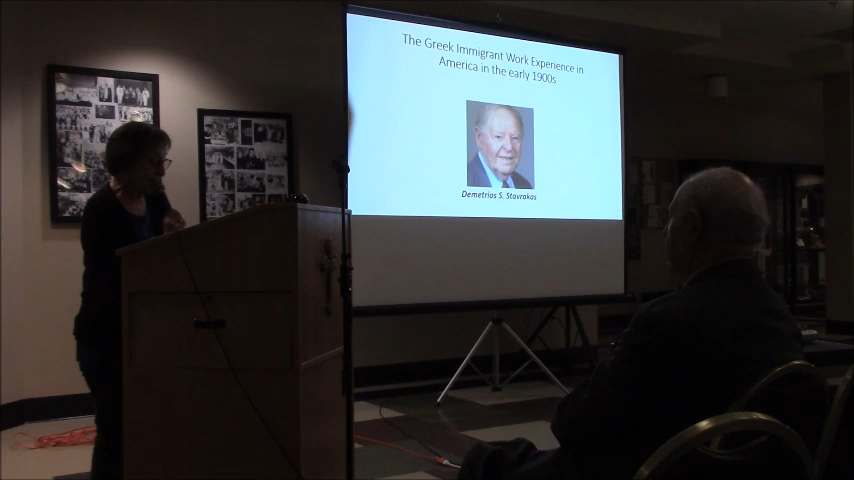 The Greek Immigrant Work Experience in
America in the early 1900s
Demetrios S. Stavrakas